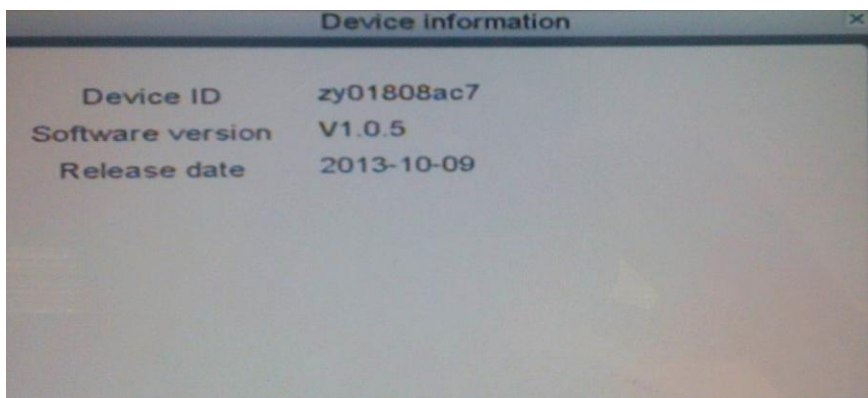 Device information
Device ID zy01808ac7
Software version V1.0.5
Release date 2013-10-09